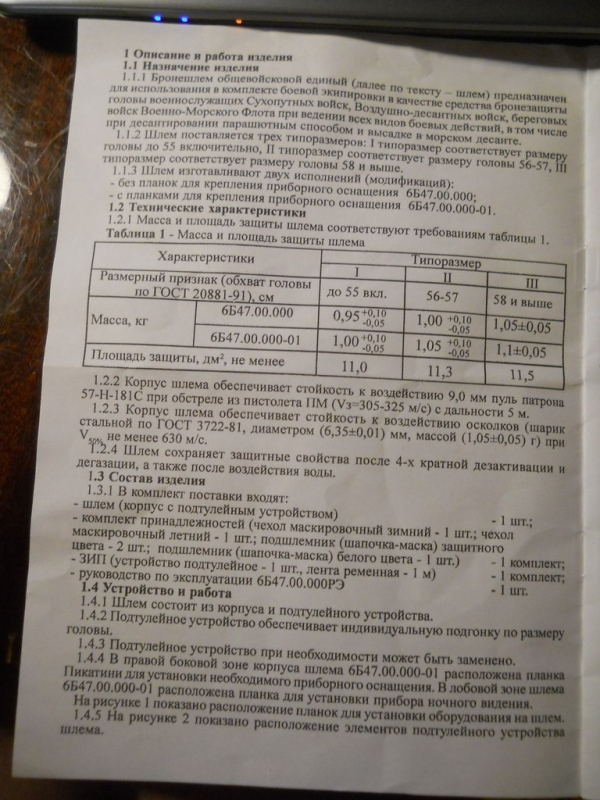 1 Описание и работа изделия
1.1 Назначение изделия
1.1.1 Бронешлем общевойсковой единый (далее по тексту – шлем) предназначен
для использования в комплекте боевой экипировки в качестве средства бронезащиты
головы военнослужащих Сухопутных войск, Воздушно-десантных войск, береговых
войск Военно-Морского Флота при ведении всех видов боевых действий, в том числе
при десантировании парашютным способом и высадке в морском десанте.
1.1.2 Шлем поставляется трех типоразмеров: I типоразмер соответствует размеру
головы до 55 включительно, II типоразмер соответствует размеру головы 56-57, III
типоразмер соответствует размеру головы 58 и выше.
1.1.3 Шлем изготавливают двух исполнений (модификаций):
- без планок для крепления приборного оснащения 6Б47.00.000;
- с планками для крепления приборного оснащения 6Б47.00.000-01.
1.2 Технические характеристики
1.2.1 Масса и площадь защиты шлема соответствуют требованиям таблицы 1.
Таблица 1 - Масса и площадь защиты шлема
Характеристики Типоразмер
I II III
Размерный признак (обхват головы
по ГОСТ 20881-91), см до 55 вкл. 56-57 58 и выше
Масса, кг 6Б47.00.000 0,95 +0,10 -0,05 1,00 +0,10 -0,05 1,05±0,05
6Б47.00.000-01 1,00 +0,10 -0,05 1,05 +0,10 -0,05 1,1±0,05
Площадь защиты, дм², не менее 11,0 11,3 11,5
1.2.2 Корпус шлема обеспечивает стойкость к воздействию 9,0 мм пуль патрона
57-Н-181С при обстреле из пистолета ПМ (Vз=305-325 м/с) с дальности 5 м.
1.2.3 Корпус шлема обеспечивает стойкость к воздействию осколков (шарик
стальной по ГОСТ 3722-81, диаметром (6,35±0,01) мм, массой (1,05±0,05) г) при
V50% не менее 630 м/с.
1.2.4 Шлем сохраняет защитные свойства после 4-х кратной дезактивации и
дегазации, а также после воздействия воды.
1.3 Состав изделия
1.3.1 В комплект поставки входят:
- шлем (корпус с подтульейным устройством) - 1 шт.;
- комплект принадлежностей (чехол маскировочный зимний - 1 шт.; чехол
маскировочный летний - 1 шт.; подшлемник (шапочка-маска) защитного
цвета - 2 шт.; подшлемник (шапочка-маска) белого цвета - 1 шт.) - 1 комплект;
- ЗИП (устройство подтулейное - 1 шт., лента ременная - 1 м) - 1 комплект;
- руководство по эксплуатации 6Б47.00.000РЭ - 1 шт.
1.4 Устройство и работа
1.4.1 Шлем состоит из корпуса и подтулейного устройства.
1.4.2 Подтулейное устройство обеспечивает индивидуальную подгонку по размеру
головы.
1.4.3 Подтулейное устройство при необходимости может быть заменено.
1.4.4 В правой боковой зоне корпуса шлема 6Б47.00.000-01 расположена планка
Пикатини для установки необходимого приборного оснащения. В лобовой зоне шлема
6Б47.00.000-01 расположена планка для установки прибора ночного видения.
На рисунке 1 показано расположение планок для установки оборудования на шлем.
1.4.5 На рисунке 2 показано расположение элементов подтулейного устройства
шлема.